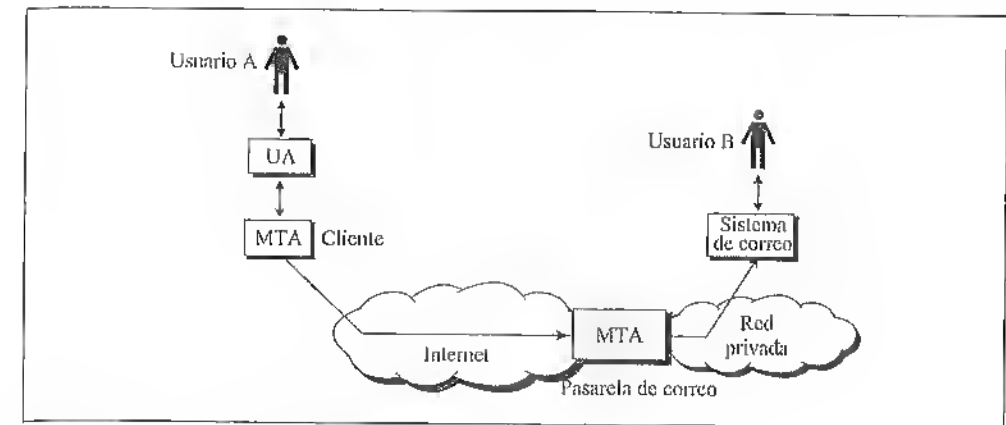 Usuario A
Usuario B
UA
MTA Cliente
Sistema
de correo
MTA
Red
privada
Internet
Pasarela de correo